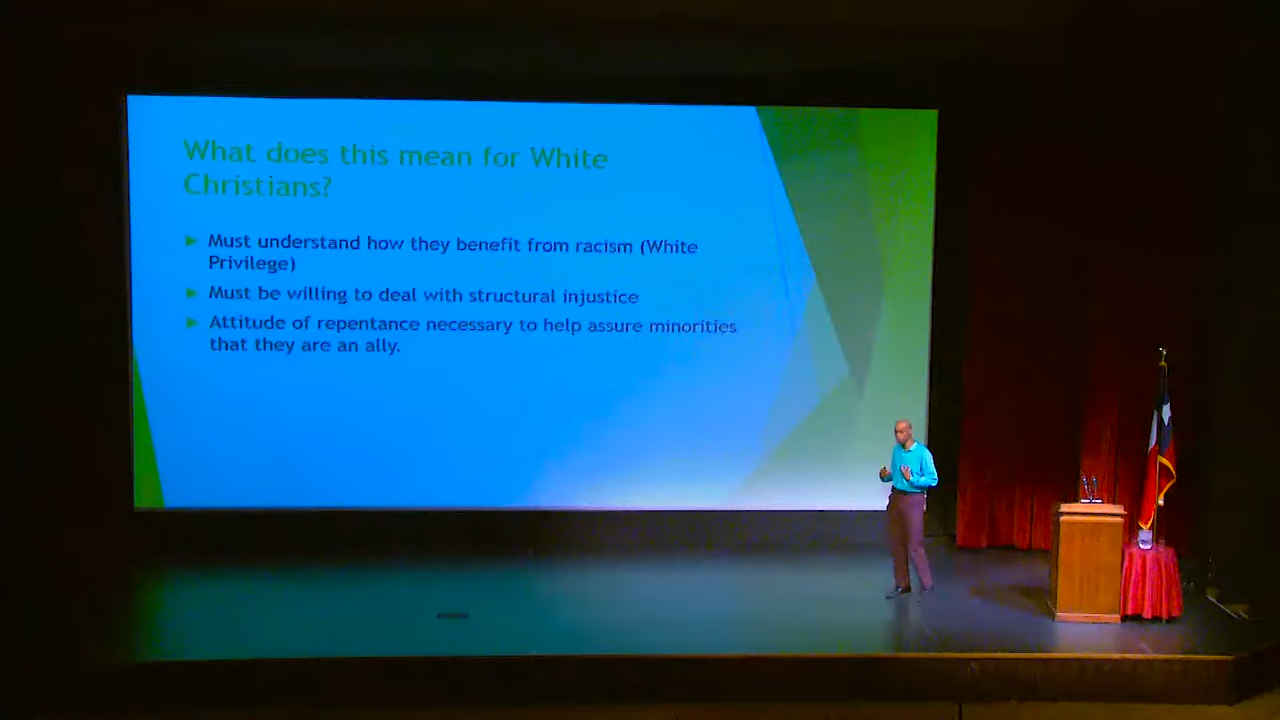 What does this mean for White
Christians?
Must understand how they benefit from racism (White
Privilege)
Must be willing to deal with structural injustice
Attitude of repentance necessary to help assure minorities
that they are an ally.